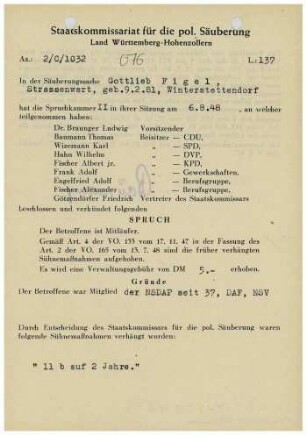 Staatskommissariat für die pol. Säuberung
Land Württemberg-Hohenzollern
Az.: 2/C/1032 076 L: 137
In der Säuberungssache Gottlieb Figel,
Strassenwart, geb.9.2.81, Winterstettendorf
hat die Spruchkammer II in ihrer Sitzung am 6.8.48 , an welcher
teilgenommen haben:
Dr. Braunger Ludwig Vorsitzender
Baumann Thomas Beisitzer — CDU,
Wizemann Karl „ — SPD,
Hahn Wilhelm „ — DVP,
Fischer Albert jr. „ — KPD,
Frank Adolf „ — Gewerkschaften,
Engelfried Adolf „ — Berufsgruppe,
Fischer Alexander „ — Berufsgruppe,
Götzendörfer Friedrich Vertreter des Staatskommissars
beschlossen und verkündet folgenden
SPRUCH
Der Betroffene ist Mitläufer.
Gemäß Art. 4 der VO. 133 vom 17. 11. 47 in der Fassung des
Art. 2 der VO. 165 vom 13. 7. 48 sind die früher verhängten
Sühnemaßnahmen aufgehoben.
Es wird eine Verwaltungsgebühr von DM 5.- erhoben.
Gründe
Der Betroffene war Mitglied der NSDAP seit 37, DAF, NSV
Durch Entscheidung des Staatskommissars für die pol. Säuberung waren
folgende Sühnemaßnahmen verhängt worden:
" 11 b auf 2 Jahre."